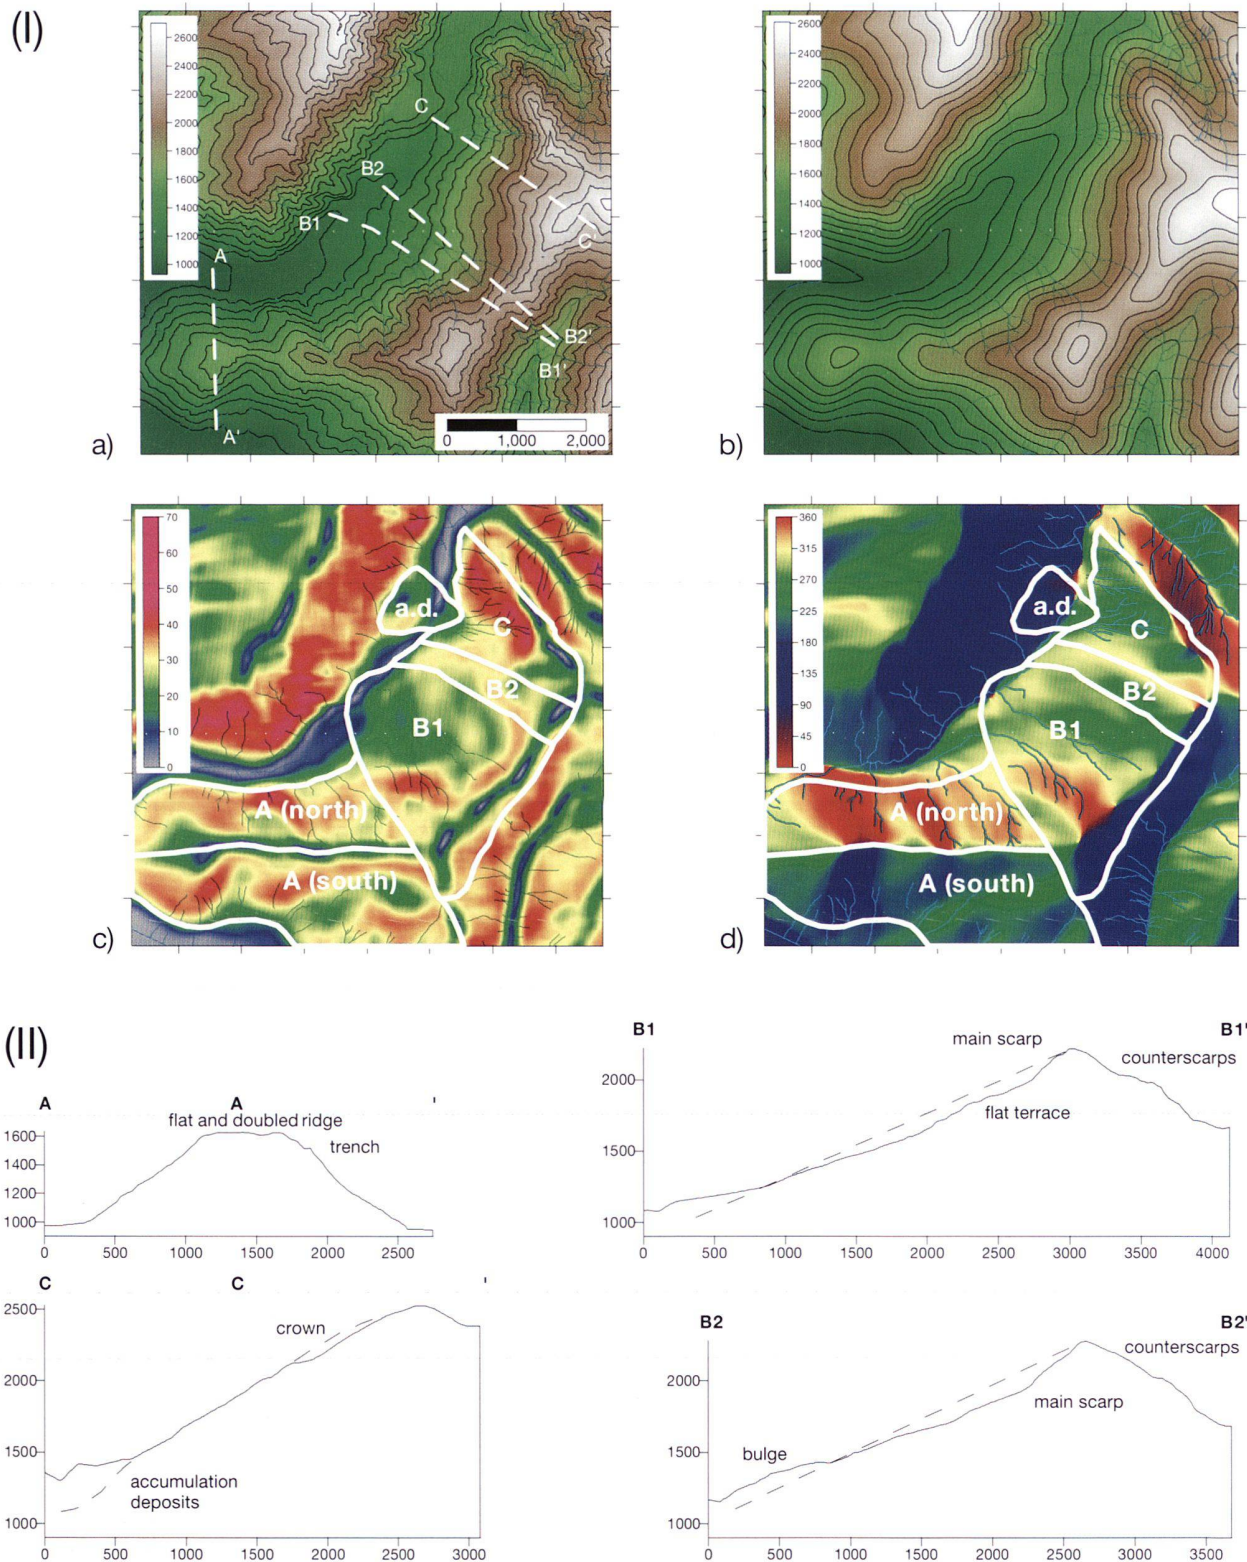 (I)
2600
2400
2200
2000
1800
1600
1400
1200
1000
C
B2
B1
A
C'
B2'
B1'
A'
0 1,000 2,000
a)
2600
2400
2200
2000
1800
1600
1400
1200
1000
b)
70
60
50
40
30
20
10
0
a.d.
C
B2
B1
A (north)
A (south)
c)
360
315
270
225
180
135
90
45
0
a.d.
C
B2
B1
A (north)
A (south)
d)
(II)
A A '
flat and doubled ridge
trench
1600
1400
1200
1000
0 500 1000 1500 2000 2500
B1 B1'
main scarp
counterscarps
flat terrace
2000
1500
1000
0 500 1000 1500 2000 2500 3000 3500 4000
C C '
2500
crown
2000
1500
accumulation
deposits
1000
0 500 1000 1500 2000 2500 3000
B2 B2'
counterscarps
2000
main scarp
bulge
1500
1000
0 500 1000 1500 2000 2500 3000 3500